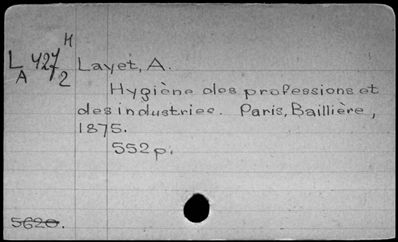 H
L 427 Layet, A.
A 2
Hygiène des professions et
des industries. Paris, Baillière,
1875.
552 p.
5620.